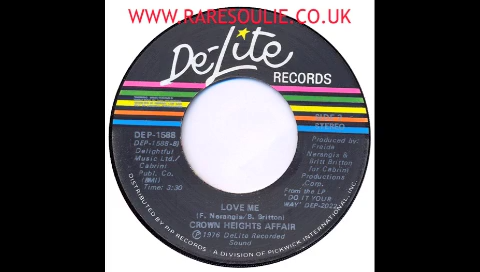 WWW.RARESOULIE.CO.UK
De-Lite
RECORDS
DEP-1588
DEP-1588-B
Delightful
Music Ltd./
Cabrini
Publ. Co.
(BMI)
Time: 3:30
SIDE 2
STEREO
Produced by
Freida
Nerangis &
Britt Britton
for Cabrini
Productions
,Corp.
From the LP
"DO IT YOUR
WAY" DEP-2022
LOVE ME
(F. Nerangis/B. Britton)
CROWN HEIGHTS AFFAIR
℗ 1976 DeLite Recorded
Sound
DISTRIBUTED BY PIP RECORDS, A DIVISION OF PICKWICK INTERNATIONAL, INC.